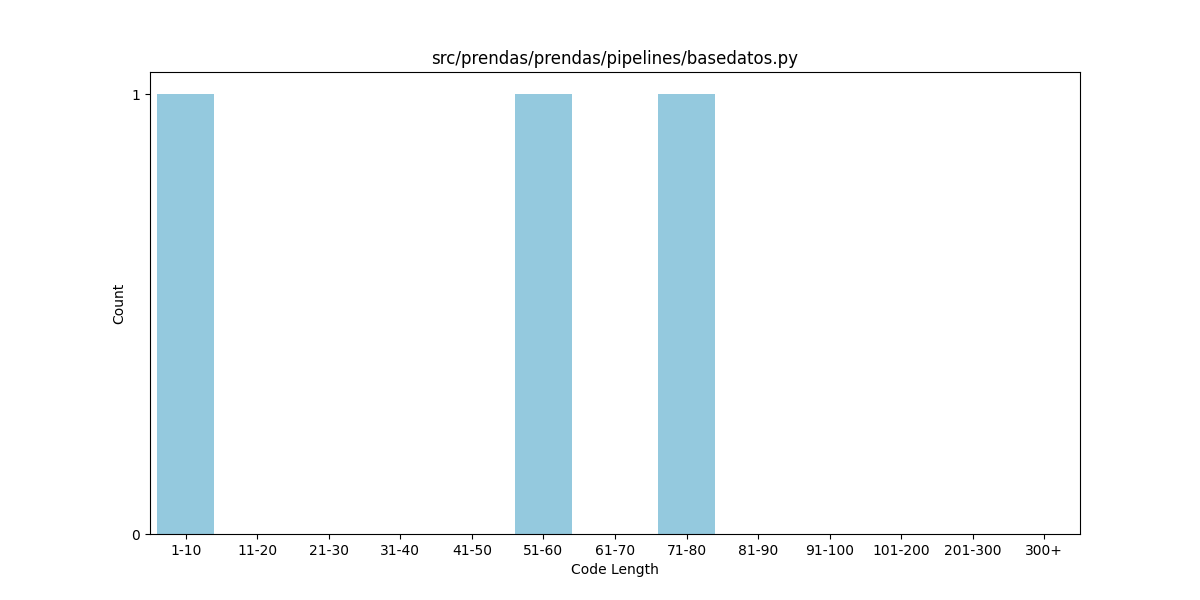 src/prendas/prendas/pipelines/basedatos.py
1
Count
0
1-10 11-20 21-30 31-40 41-50 51-60 61-70 71-80 81-90 91-100 101-200 201-300 300+
Code Length